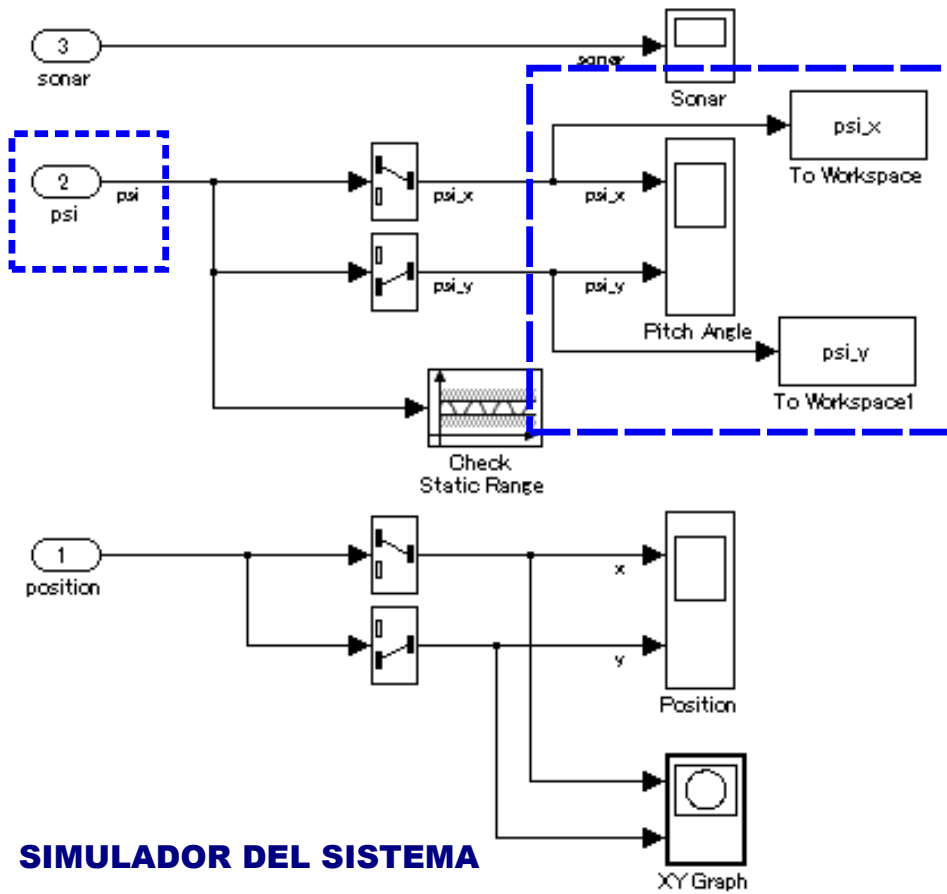 3
sonar
sonar
Sonar
psi_x
To Workspace
2
psi
psi
psi_x
psi_x
psi_y
psi_y
Pitch Angle
psi_y
To Workspace1
Check
Static Range
1
position
x
y
Position
XY Graph
SIMULADOR DEL SISTEMA